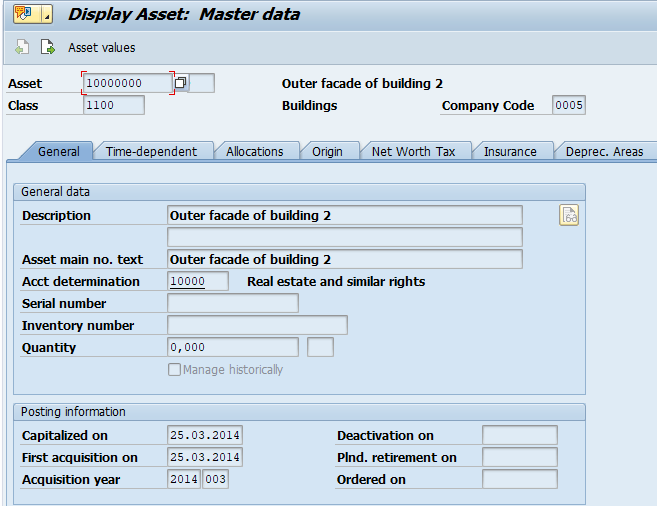 Display Asset: Master data
Asset values
Asset 10000000 Outer facade of building 2
Class 1100 Buildings Company Code 0005
General Time-dependent Allocations Origin Net Worth Tax Insurance Deprec. Areas
General data
Description Outer facade of building 2
Asset main no. text Outer facade of building 2
Acct determination 10000 Real estate and similar rights
Serial number
Inventory number
Quantity 0,000
Manage historically
Posting information
Capitalized on 25.03.2014 Deactivation on
First acquisition on 25.03.2014 Plnd. retirement on
Acquisition year 2014 003 Ordered on